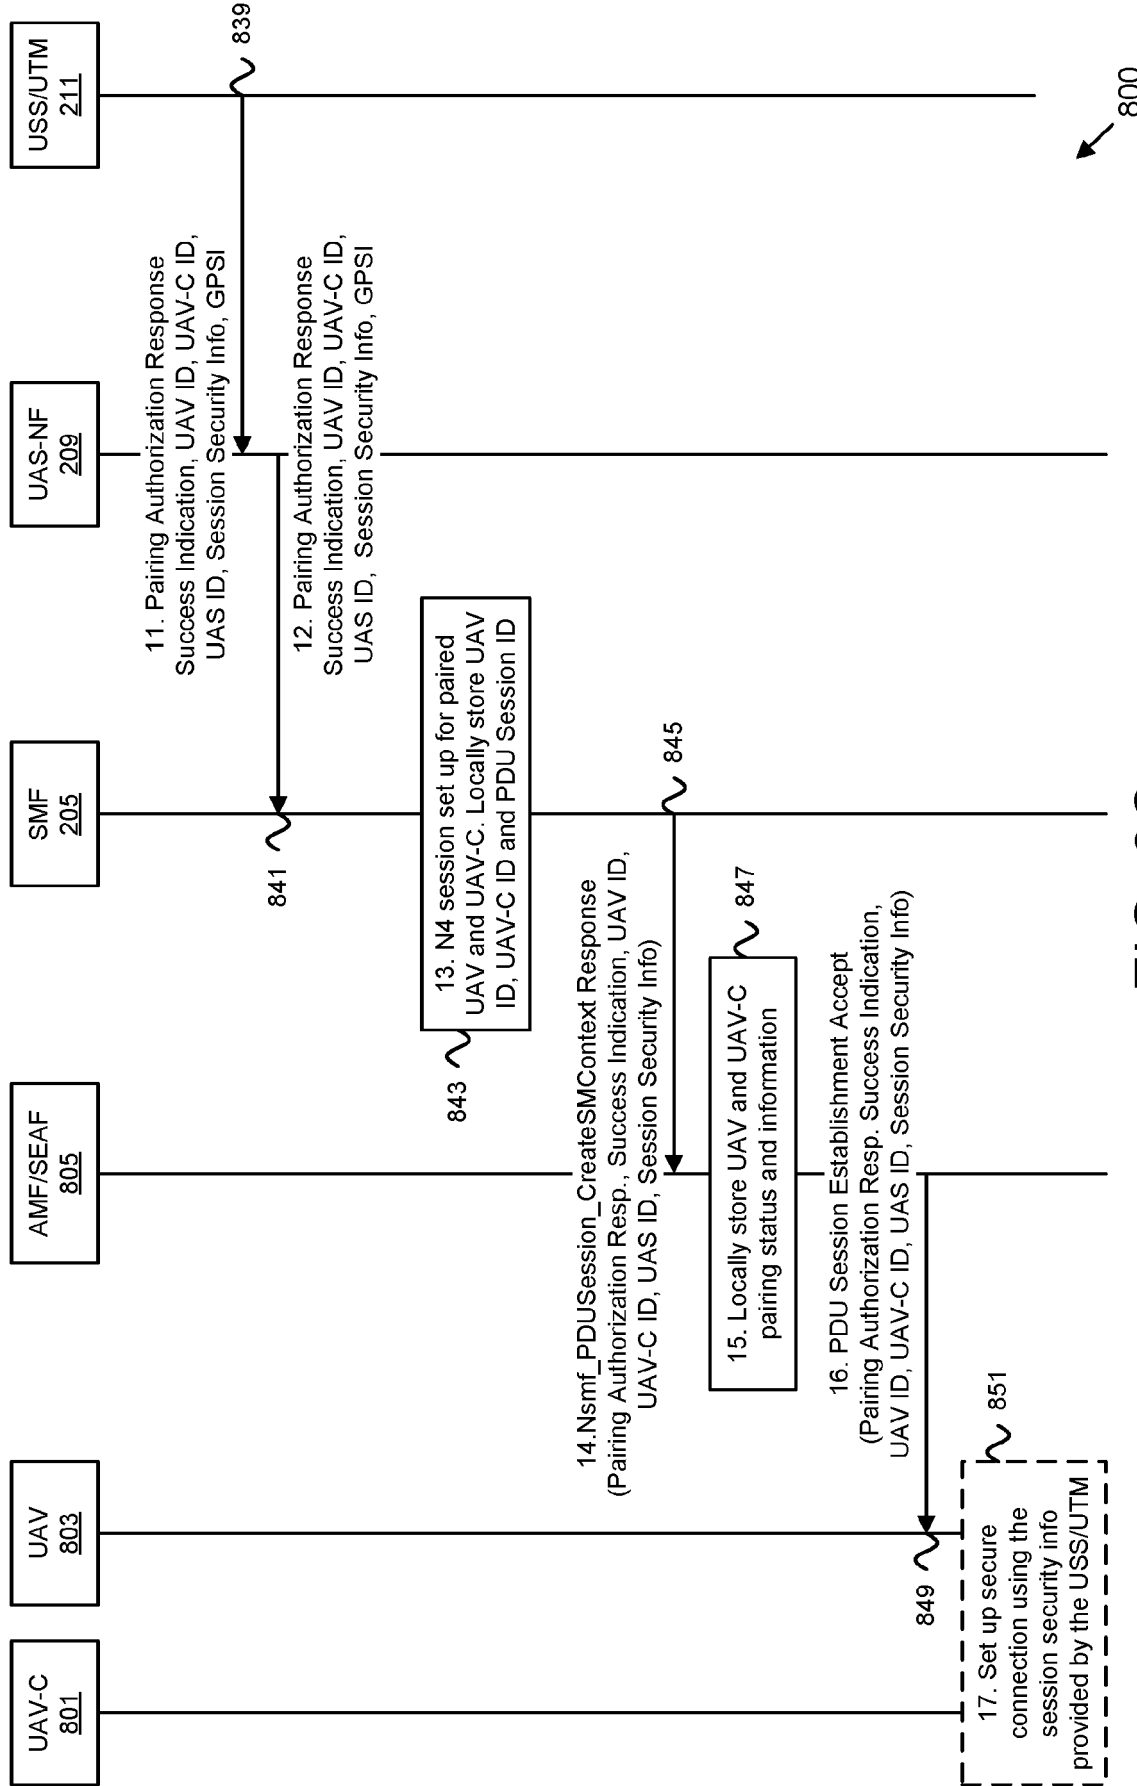 UAV-C
801
UAV
803
AMF/SEAF
805
SMF
205
UAS-NF
209
USS/UTM
211
11. Pairing Authorization Response
Success Indication, UAV ID, UAV-C ID,
UAS ID, Session Security Info, GPSI
839
841
12. Pairing Authorization Response
Success Indication, UAV ID, UAV-C ID,
UAS ID, Session Security Info, GPSI
843
13. N4 session set up for paired
UAV and UAV-C. Locally store UAV
ID, UAV-C ID and PDU Session ID
14.Nsmf_PDUSession_CreateSMContext Response
(Pairing Authorization Resp., Success Indication, UAV ID,
UAV-C ID, UAS ID, Session Security Info)
845
15. Locally store UAV and UAV-C
pairing status and information
847
16. PDU Session Establishment Accept
(Pairing Authorization Resp. Success Indication,
UAV ID, UAV-C ID, UAS ID, Session Security Info)
849
17. Set up secure
connection using the
session security info
provided by the USS/UTM
851
800